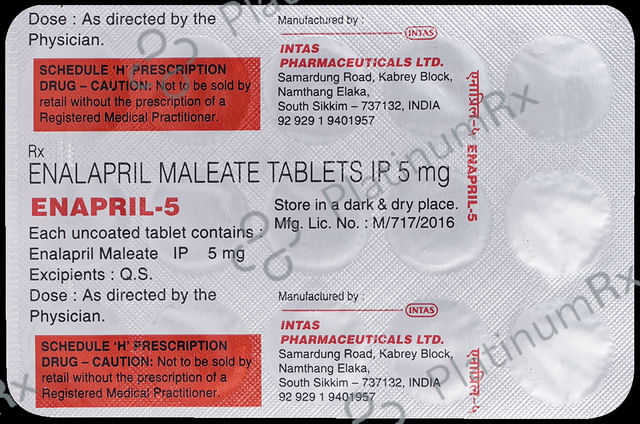 Dose : As directed by the
Physician.
SCHEDULE 'H' PRESCRIPTION
DRUG – CAUTION: Not to be sold by
retail without the prescription of a
Registered Medical Practitioner.
Manufactured by :
INTAS
INTAS
PHARMACEUTICALS LTD.
Samardung Road, Kabrey Block,
Namthang Elaka,
South Sikkim – 737132, INDIA
92 929 1 9401957
Rx
ENALAPRIL MALEATE TABLETS IP 5 mg
ENAPRIL-5
Each uncoated tablet contains :
Enalapril Maleate IP 5 mg
Excipients : Q.S.
Store in a dark & dry place.
Mfg. Lic. No. : M/717/2016
एनाप्रिल-५ ENAPRIL-5
Dose : As directed by the
Physician.
SCHEDULE 'H' PRESCRIPTION
DRUG – CAUTION: Not to be sold by
retail without the prescription of a
Registered Medical Practitioner.
Manufactured by :
INTAS
INTAS
PHARMACEUTICALS LTD.
Samardung Road, Kabrey Block,
Namthang Elaka,
South Sikkim – 737132, INDIA
92 929 1 9401957
एनाप्रिल-५
PlatinumRx
PlatinumRx
PlatinumRx
Rx